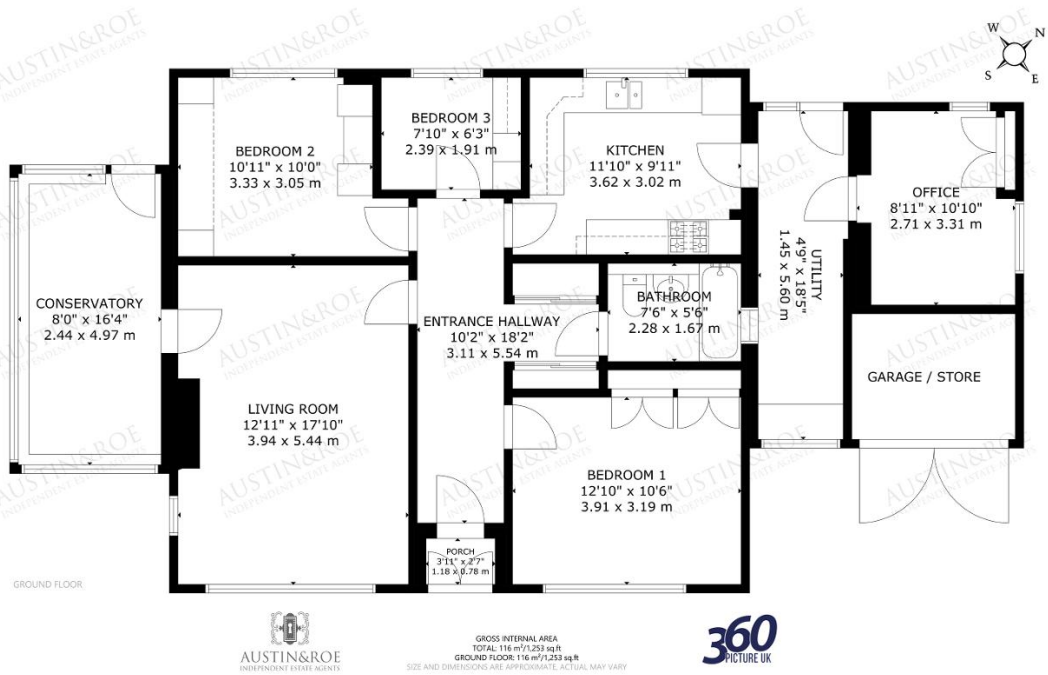 AUSTIN&ROE
INDEPENDENT ESTATE AGENTS
W
N
S
E
BEDROOM 2
10'11" x 10'0"
3.33 x 3.05 m
BEDROOM 3
7'10" x 6'3"
2.39 x 1.91 m
KITCHEN
11'10" x 9'11"
3.62 x 3.02 m
OFFICE
8'11" x 10'10"
2.71 x 3.31 m
UTILITY
4'9" x 18'5"
1.45 x 5.60 m
CONSERVATORY
8'0" x 16'4"
2.44 x 4.97 m
ENTRANCE HALLWAY
10'2" x 18'2"
3.11 x 5.54 m
BATHROOM
7'6" x 5'6"
2.28 x 1.67 m
GARAGE / STORE
LIVING ROOM
12'11" x 17'10"
3.94 x 5.44 m
BEDROOM 1
12'10" x 10'6"
3.91 x 3.19 m
PORCH
3'11" x 2'7"
1.18 x 0.78 m
GROUND FLOOR
AUSTIN&ROE
INDEPENDENT ESTATE AGENTS
GROSS INTERNAL AREA
TOTAL: 116 m²/1,253 sq.ft
GROUND FLOOR: 116 m²/1,253 sq.ft
SIZE AND DIMENSIONS ARE APPROXIMATE, ACTUAL MAY VARY
360
PICTURE UK